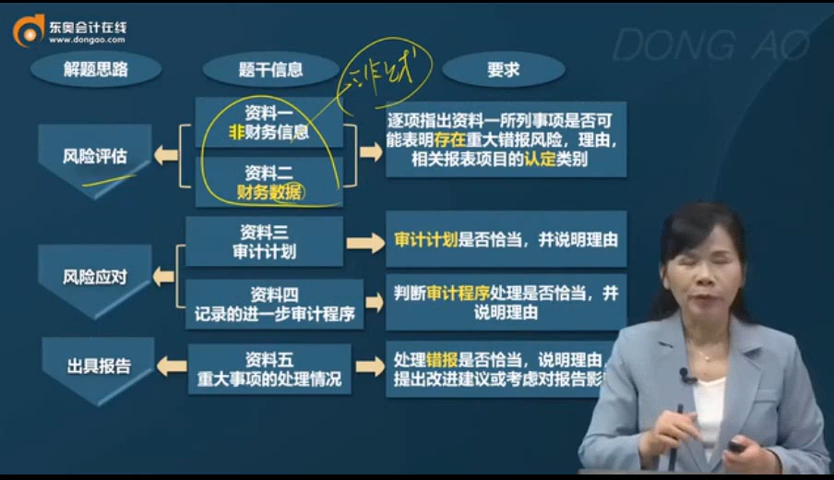 东奥会计在线
www.dongao.com
DONG AO
解题思路
题干信息
要求
风险评估
资料一
非财务信息
资料二
财务数据
逐项指出资料一所列事项是否可
能表明存在重大错报风险，理由，
相关报表项目的认定类别
风险应对
资料三
审计计划
审计计划是否恰当，并说明理由
资料四
记录的进一步审计程序
判断审计程序处理是否恰当，并
说明理由
出具报告
资料五
重大事项的处理情况
处理错报是否恰当，说明理由，
提出改进建议或考虑对报告影